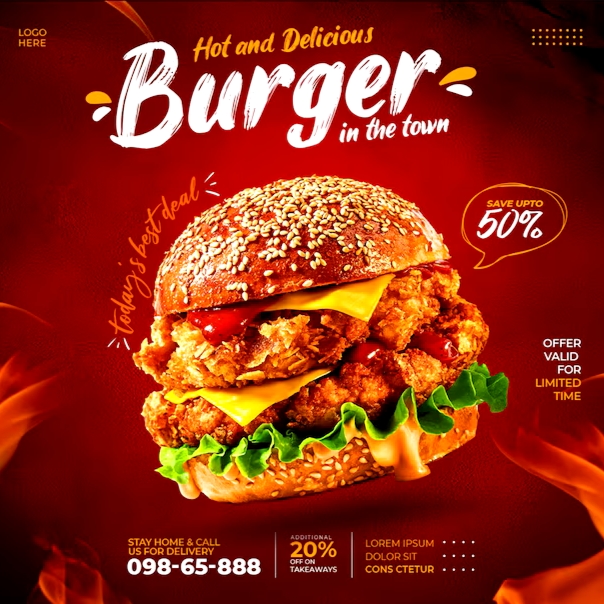 LOGO
HERE
Hot and Delicious
Burger
in the town
today's best deal
SAVE UPTO
50%
OFFER
VALID
FOR
LIMITED
TIME
STAY HOME & CALL
US FOR DELIVERY
098-65-888
ADDITIONAL
20%
OFF ON
TAKEAWAYS
LOREM IPSUM
DOLOR SIT
CONS CTETUR